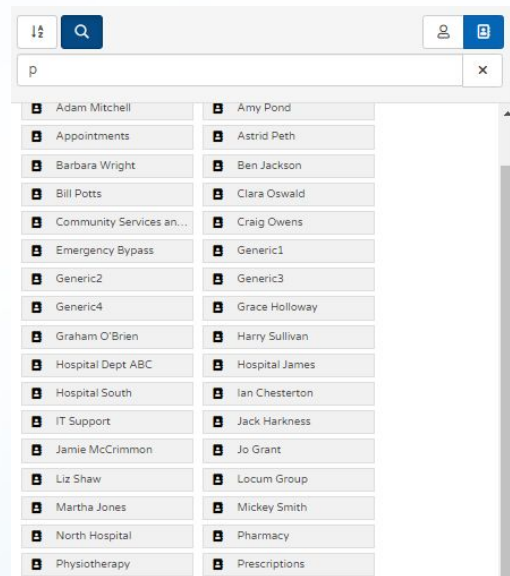 p
Adam Mitchell
Amy Pond
Appointments
Astrid Peth
Barbara Wright
Ben Jackson
Bill Potts
Clara Oswald
Community Services an...
Craig Owens
Emergency Bypass
Generic1
Generic2
Generic3
Generic4
Grace Holloway
Graham O'Brien
Harry Sullivan
Hospital Dept ABC
Hospital James
Hospital South
Ian Chesterton
IT Support
Jack Harkness
Jamie McCrimmon
Jo Grant
Liz Shaw
Locum Group
Martha Jones
Mickey Smith
North Hospital
Pharmacy
Physiotherapy
Prescriptions